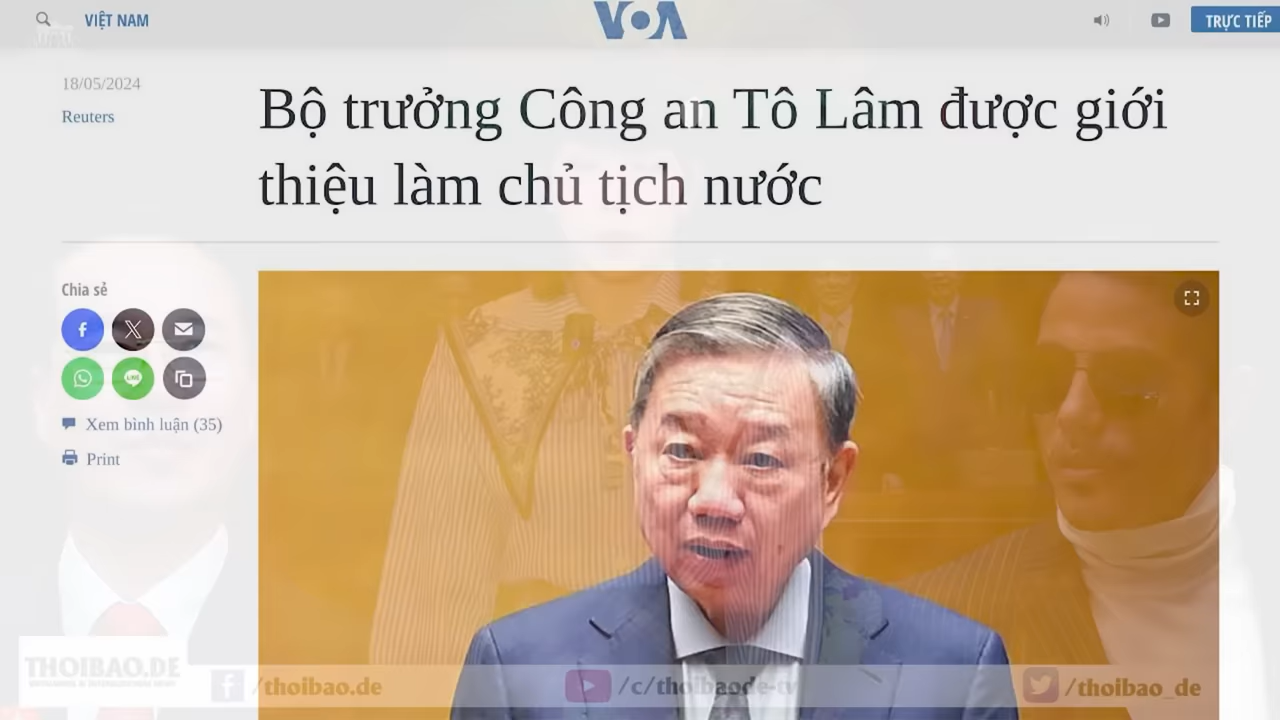 VIỆT NAM
VOA
TRỰC TIẾP
18/05/2024
Reuters
Bộ trưởng Công an Tô Lâm được giới
thiệu làm chủ tịch nước
Chia sẻ
LINE
Xem bình luận (35)
Print
THOIBAO.DE
/thoibao.de
/c/thoibaode-tv
/thoibao_de